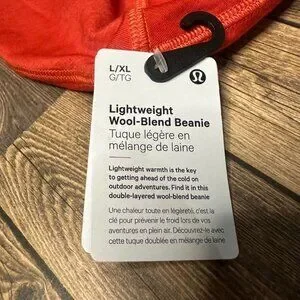 L/XL
G/TG
Lightweight
Wool-Blend Beanie
Tuque légère en
mélange de laine
Lightweight warmth is the key
to getting ahead of the cold on
outdoor adventures. Find it in this
double-layered wool-blend beanie
Une chaleur toute en légèreté, c'est la
clé pour prévenir le froid lors de vos
aventures en plein air. Découvrez-le avec
cette tuque doublée en mélange de laine